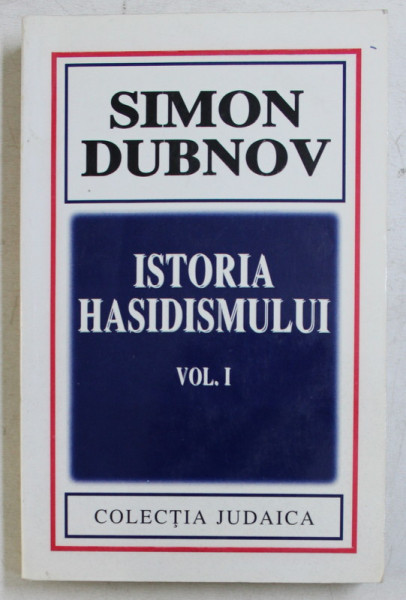 SIMON
DUBNOV
ISTORIA
HASIDISMULUI
VOL. I
COLECȚIA JUDAICA